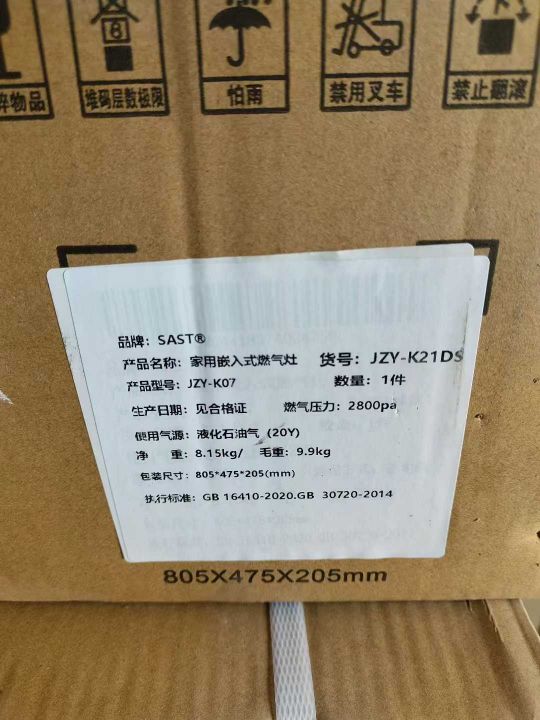 碎物品
堆码层数极限
怕雨
禁用叉车
禁止翻滚
品牌: SAST®
产品名称: 家用嵌入式燃气灶 货号: JZY-K21DS
产品型号: JZY-K07 数量: 1件
生产日期: 见合格证 燃气压力: 2800pa
使用气源: 液化石油气 (20Y)
净 重: 8.15kg/ 毛重: 9.9kg
包装尺寸: 805*475*205(mm)
执行标准: GB 16410-2020.GB 30720-2014
805X475X205mm